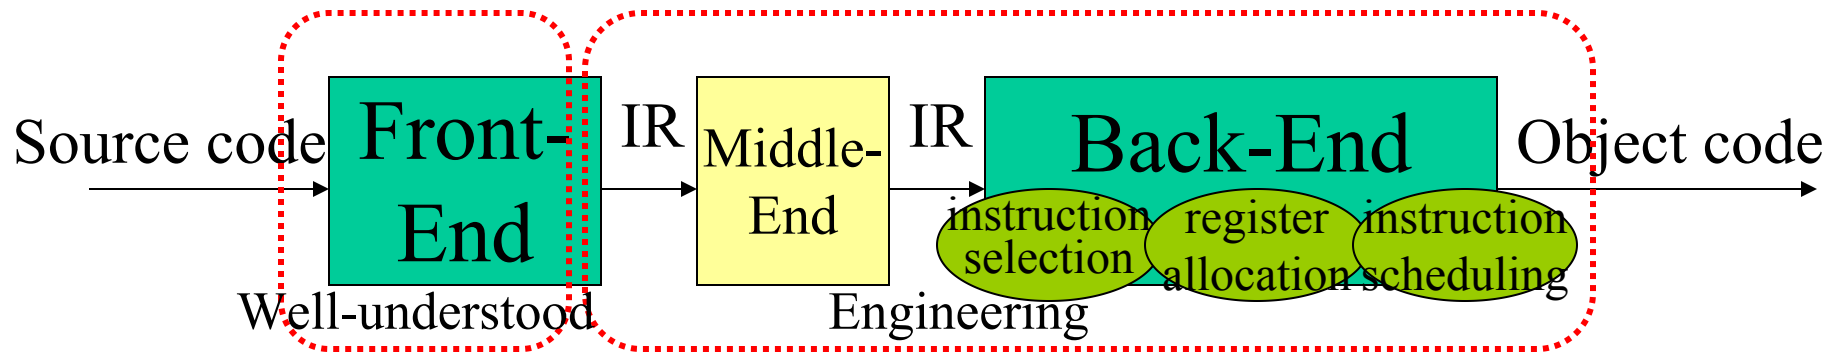 Source code
Front-
End
IR
Middle-
End
IR
Back-End
instruction
selection
register
allocation
instruction
scheduling
Object code
Well-understood
Engineering